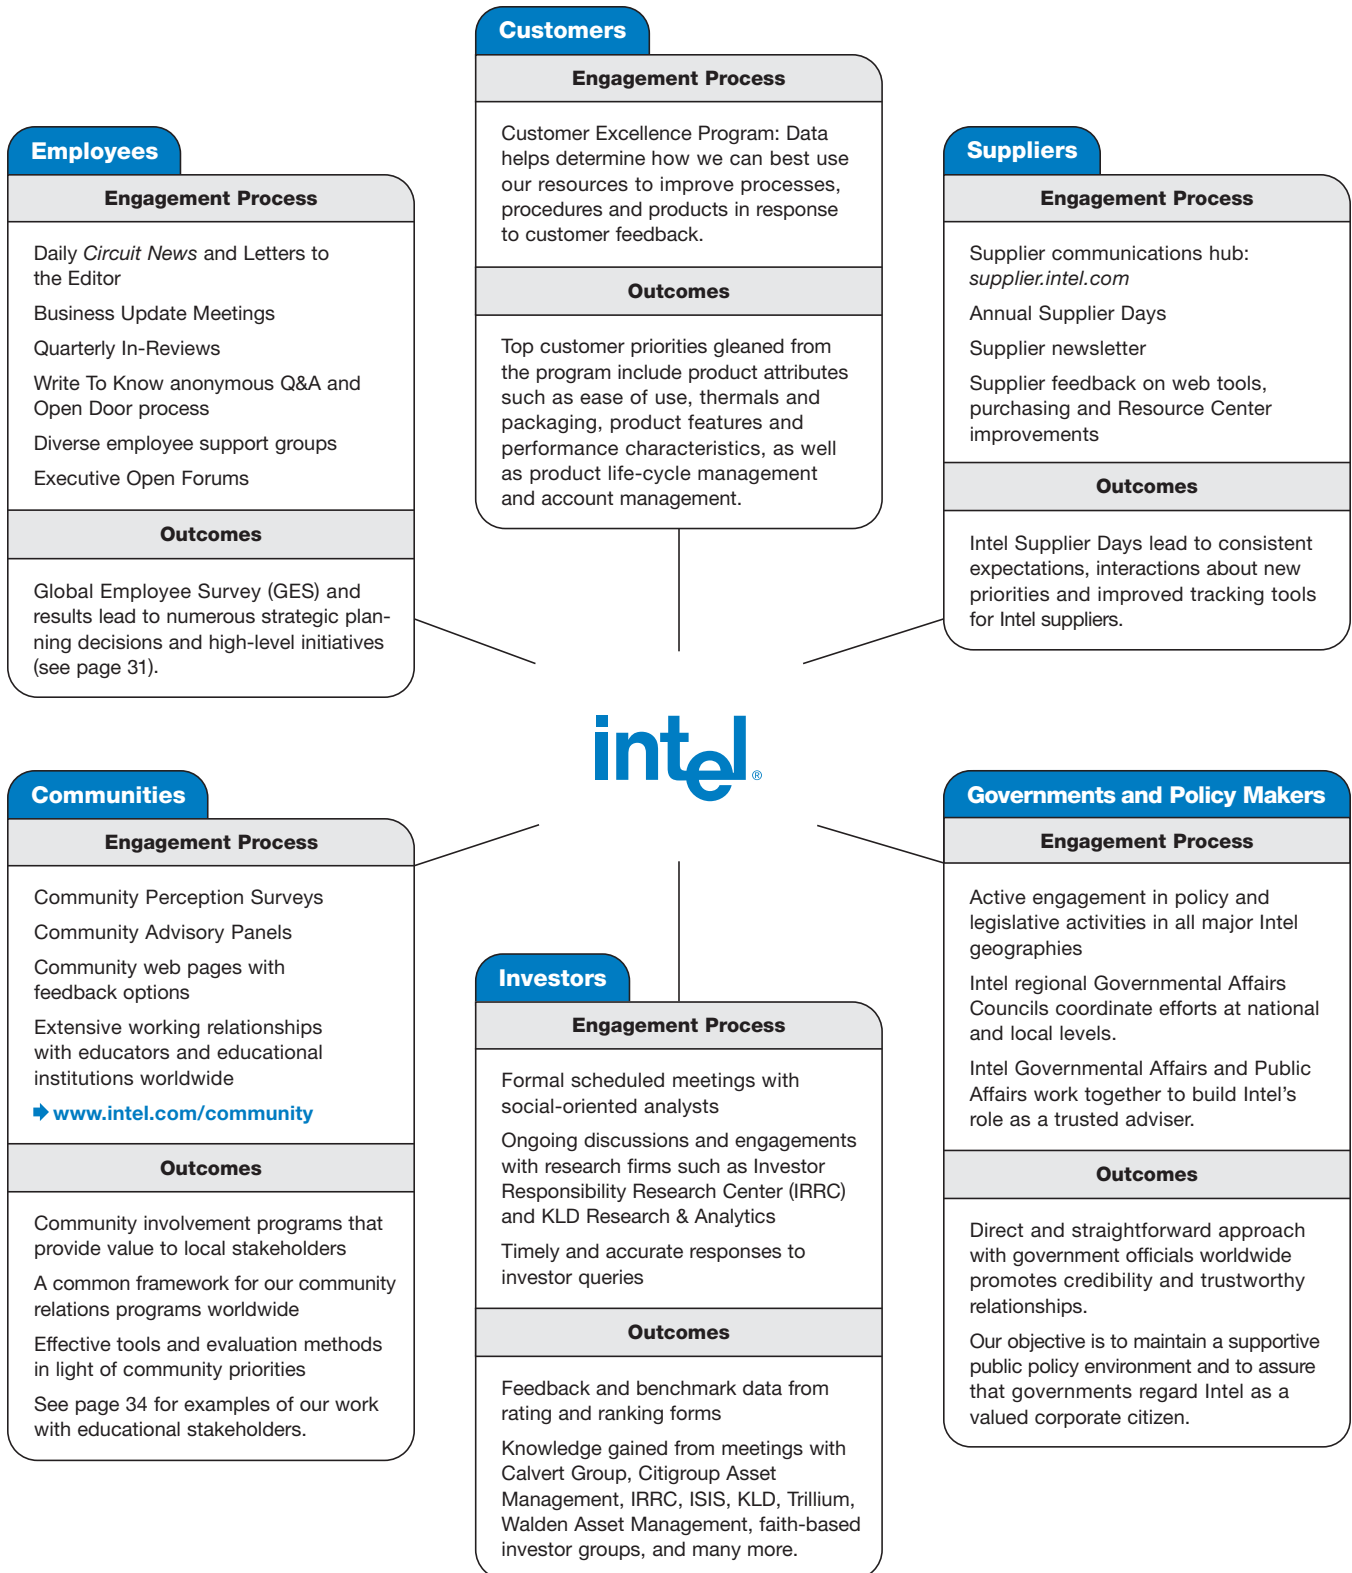 Customers
Engagement Process
Customer Excellence Program: Data
helps determine how we can best use
our resources to improve processes,
procedures and products in response
to customer feedback.
Outcomes
Top customer priorities gleaned from
the program include product attributes
such as ease of use, thermals and
packaging, product features and
performance characteristics, as well
as product life-cycle management
and account management.
Employees
Engagement Process
Daily Circuit News and Letters to
the Editor
Business Update Meetings
Quarterly In-Reviews
Write To Know anonymous Q&A and
Open Door process
Diverse employee support groups
Executive Open Forums
Outcomes
Global Employee Survey (GES) and
results lead to numerous strategic plan-
ning decisions and high-level initiatives
(see page 31).
Suppliers
Engagement Process
Supplier communications hub:
supplier.intel.com
Annual Supplier Days
Supplier newsletter
Supplier feedback on web tools,
purchasing and Resource Center
improvements
Outcomes
Intel Supplier Days lead to consistent
expectations, interactions about new
priorities and improved tracking tools
for Intel suppliers.
intel®
Communities
Engagement Process
Community Perception Surveys
Community Advisory Panels
Community web pages with
feedback options
Extensive working relationships
with educators and educational
institutions worldwide
www.intel.com/community
Outcomes
Community involvement programs that
provide value to local stakeholders
A common framework for our community
relations programs worldwide
Effective tools and evaluation methods
in light of community priorities
See page 34 for examples of our work
with educational stakeholders.
Investors
Engagement Process
Formal scheduled meetings with
social-oriented analysts
Ongoing discussions and engagements
with research firms such as Investor
Responsibility Research Center (IRRC)
and KLD Research & Analytics
Timely and accurate responses to
investor queries
Outcomes
Feedback and benchmark data from
rating and ranking forms
Knowledge gained from meetings with
Calvert Group, Citigroup Asset
Management, IRRC, ISIS, KLD, Trillium,
Walden Asset Management, faith-based
investor groups, and many more.
Governments and Policy Makers
Engagement Process
Active engagement in policy and
legislative activities in all major Intel
geographies
Intel regional Governmental Affairs
Councils coordinate efforts at national
and local levels.
Intel Governmental Affairs and Public
Affairs work together to build Intel's
role as a trusted adviser.
Outcomes
Direct and straightforward approach
with government officials worldwide
promotes credibility and trustworthy
relationships.
Our objective is to maintain a supportive
public policy environment and to assure
that governments regard Intel as a
valued corporate citizen.